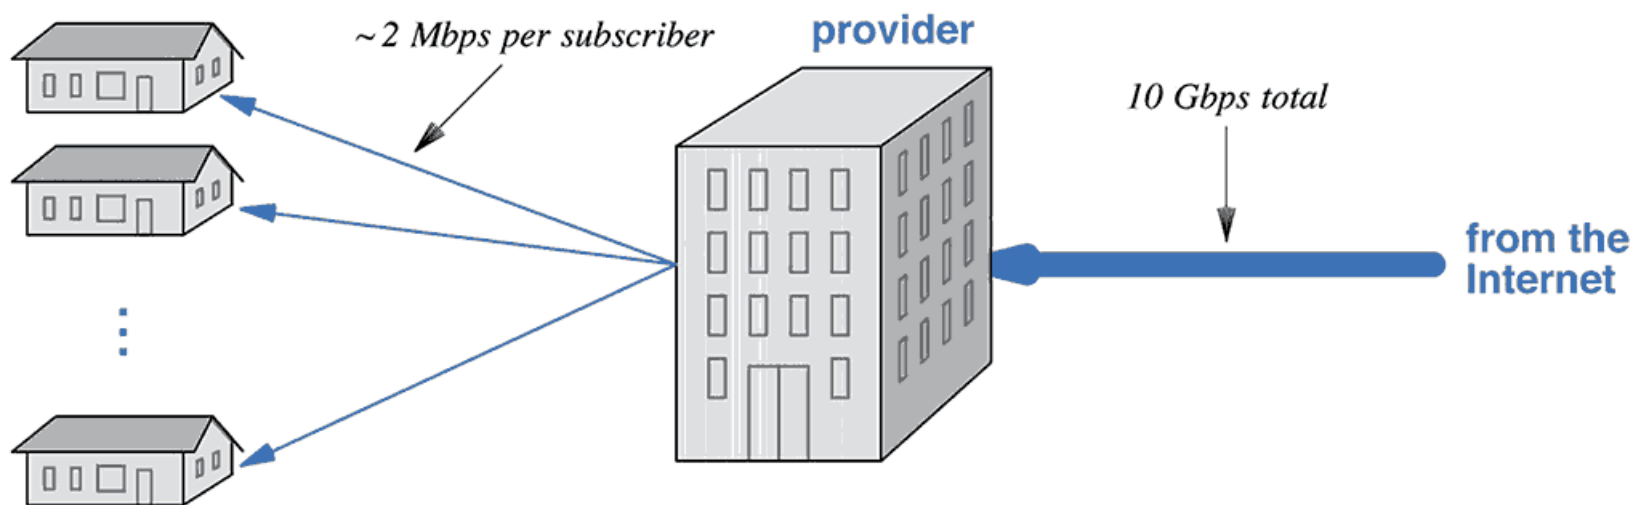 ~2 Mbps per subscriber
provider
10 Gbps total
from the
Internet